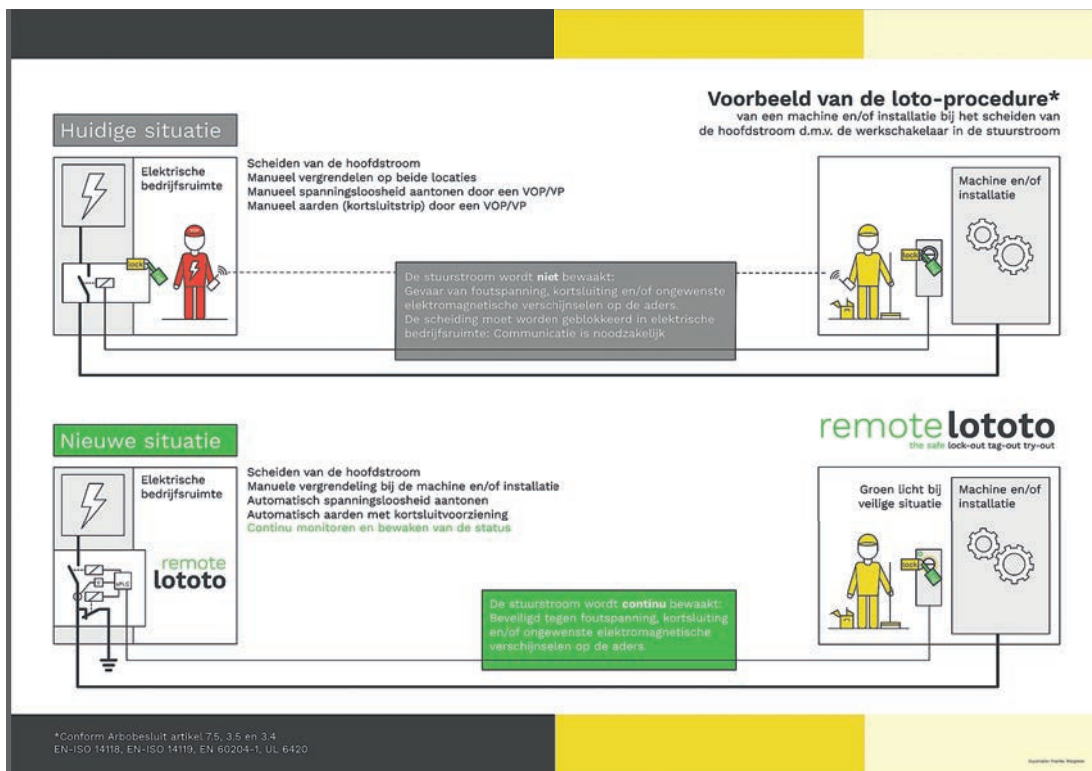 Voorbeeld van de loto-procedure*
van een machine en/of installatie bij het scheiden van
de hoofdstroom d.m.v. de werkschakelaar in de stuurstroom
Huidige situatie
Elektrische
bedrijfsruimte
Scheiden van de hoofdstroom
Manueel vergrendelen op beide locaties
Manueel spanningsloosheid aantonen door een VOP/VP
Manueel aarden (kortsluitstrip) door een VOP/VP
lock
De stuurstroom wordt niet bewaakt:
Gevaar van foutspanning, kortsluiting en/of ongewenste
elektromagnetische verschijnselen op de aders.
De scheiding moet worden geblokkeerd in elektrische
bedrijfsruimte: Communicatie is noodzakelijk
lock
Machine en/of
installatie
Nieuwe situatie
remote lototo
the safe lock-out tag-out try-out
Elektrische
bedrijfsruimte
Scheiden van de hoofdstroom
Manuele vergrendeling bij de machine en/of installatie
Automatisch spanningsloosheid aantonen
Automatisch aarden met kortsluitvoorziening
Continu monitoren en bewaken van de status
remote
lototo
De stuurstroom wordt continu bewaakt:
Beveiligd tegen foutspanning, kortsluiting
en/of ongewenste elektromagnetische
verschijnselen op de aders.
Groen licht bij
veilige situatie
lock
Machine en/of
installatie
*Conform Arbobesluit artikel 7.5, 3.5 en 3.4
EN-ISO 14118, EN-ISO 14119, EN 60204-1, UL 6420